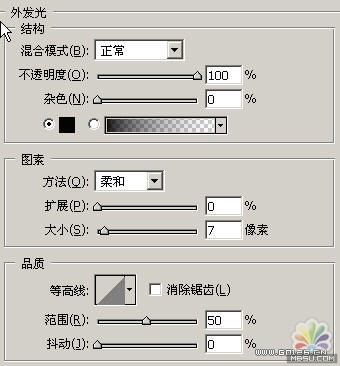 外发光
结构
混合模式(B): 正常
不透明度(O): 100 %
杂色(N): 0 %
图素
方法(Q): 柔和
扩展(P): 0 %
大小(S): 7 像素
品质
等高线: 消除锯齿(L)
范围(R): 50 %
抖动(J): 0 %